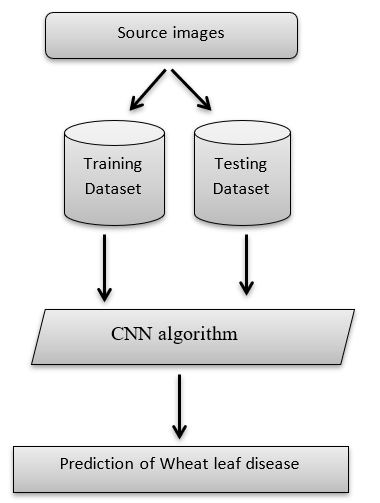 Source images
Training
Dataset
Testing
Dataset
CNN algorithm
Prediction of Wheat leaf disease